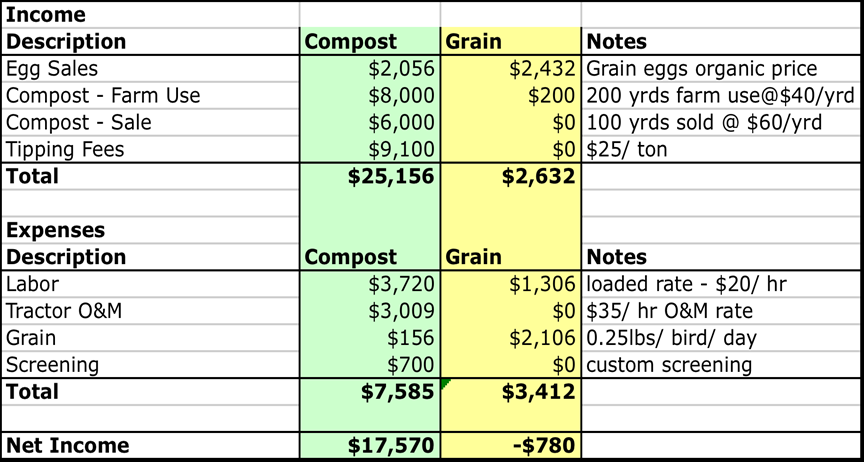 Income
Description Compost Grain Notes
Egg Sales $2,056 $2,432 Grain eggs organic price
Compost - Farm Use $8,000 $200 200 yrds farm use@$40/yrd
Compost - Sale $6,000 $0 100 yrds sold @ $60/yrd
Tipping Fees $9,100 $0 $25/ ton
Total $25,156 $2,632
Expenses
Description Compost Grain Notes
Labor $3,720 $1,306 loaded rate - $20/ hr
Tractor O&M $3,009 $0 $35/ hr O&M rate
Grain $156 $2,106 0.25lbs/ bird/ day
Screening $700 $0 custom screening
Total $7,585 $3,412
Net Income $17,570 -$780